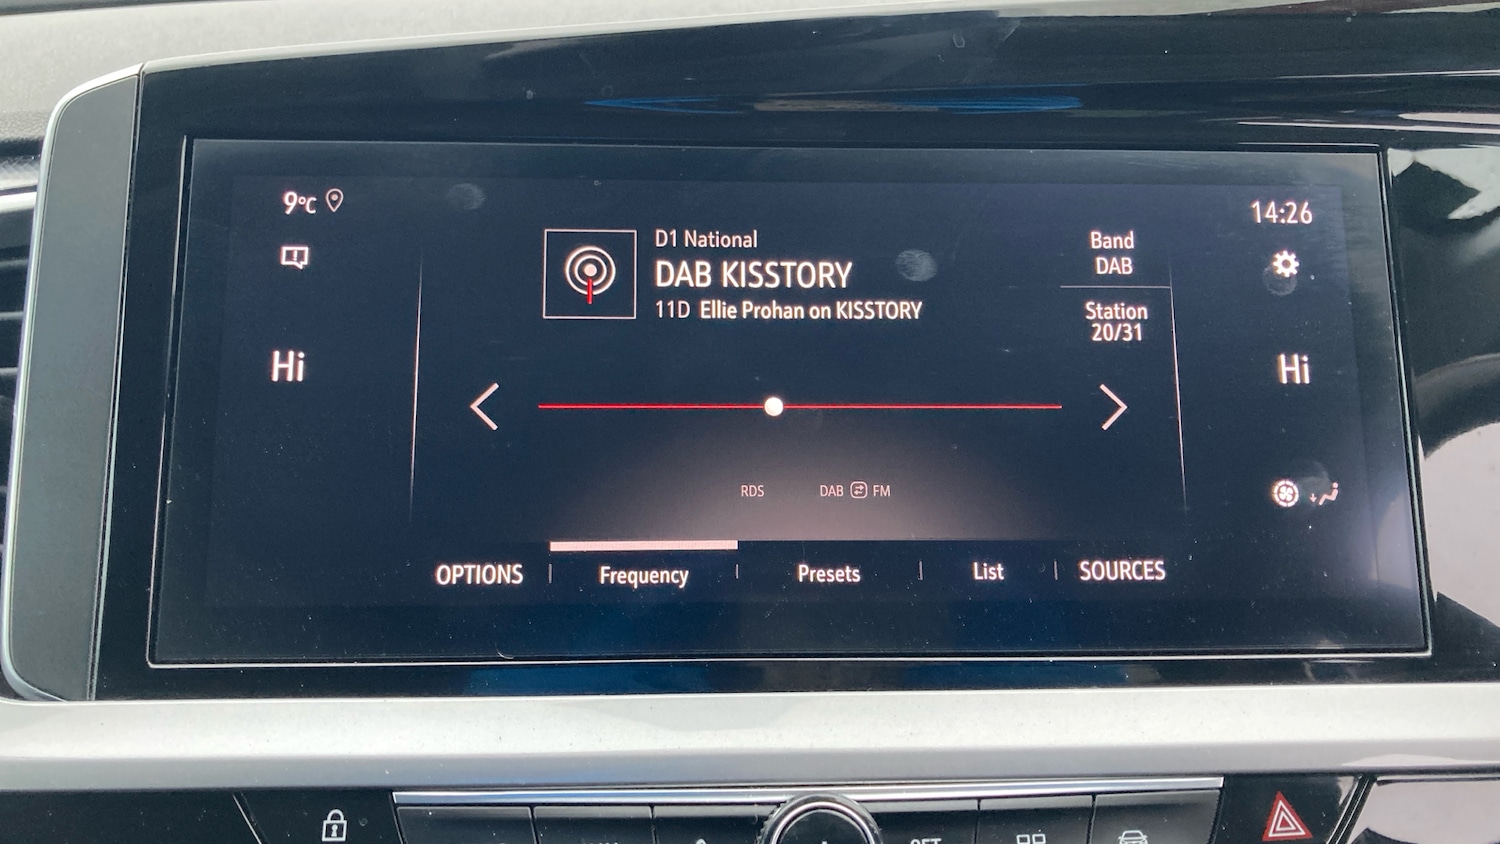 9°C
14:26
D1 National
DAB KISSTORY
11D Ellie Prohan on KISSTORY
Band
DAB
Station
20/31
Hi
Hi
RDS
DAB FM
OPTIONS
Frequency
Presets
List
SOURCES